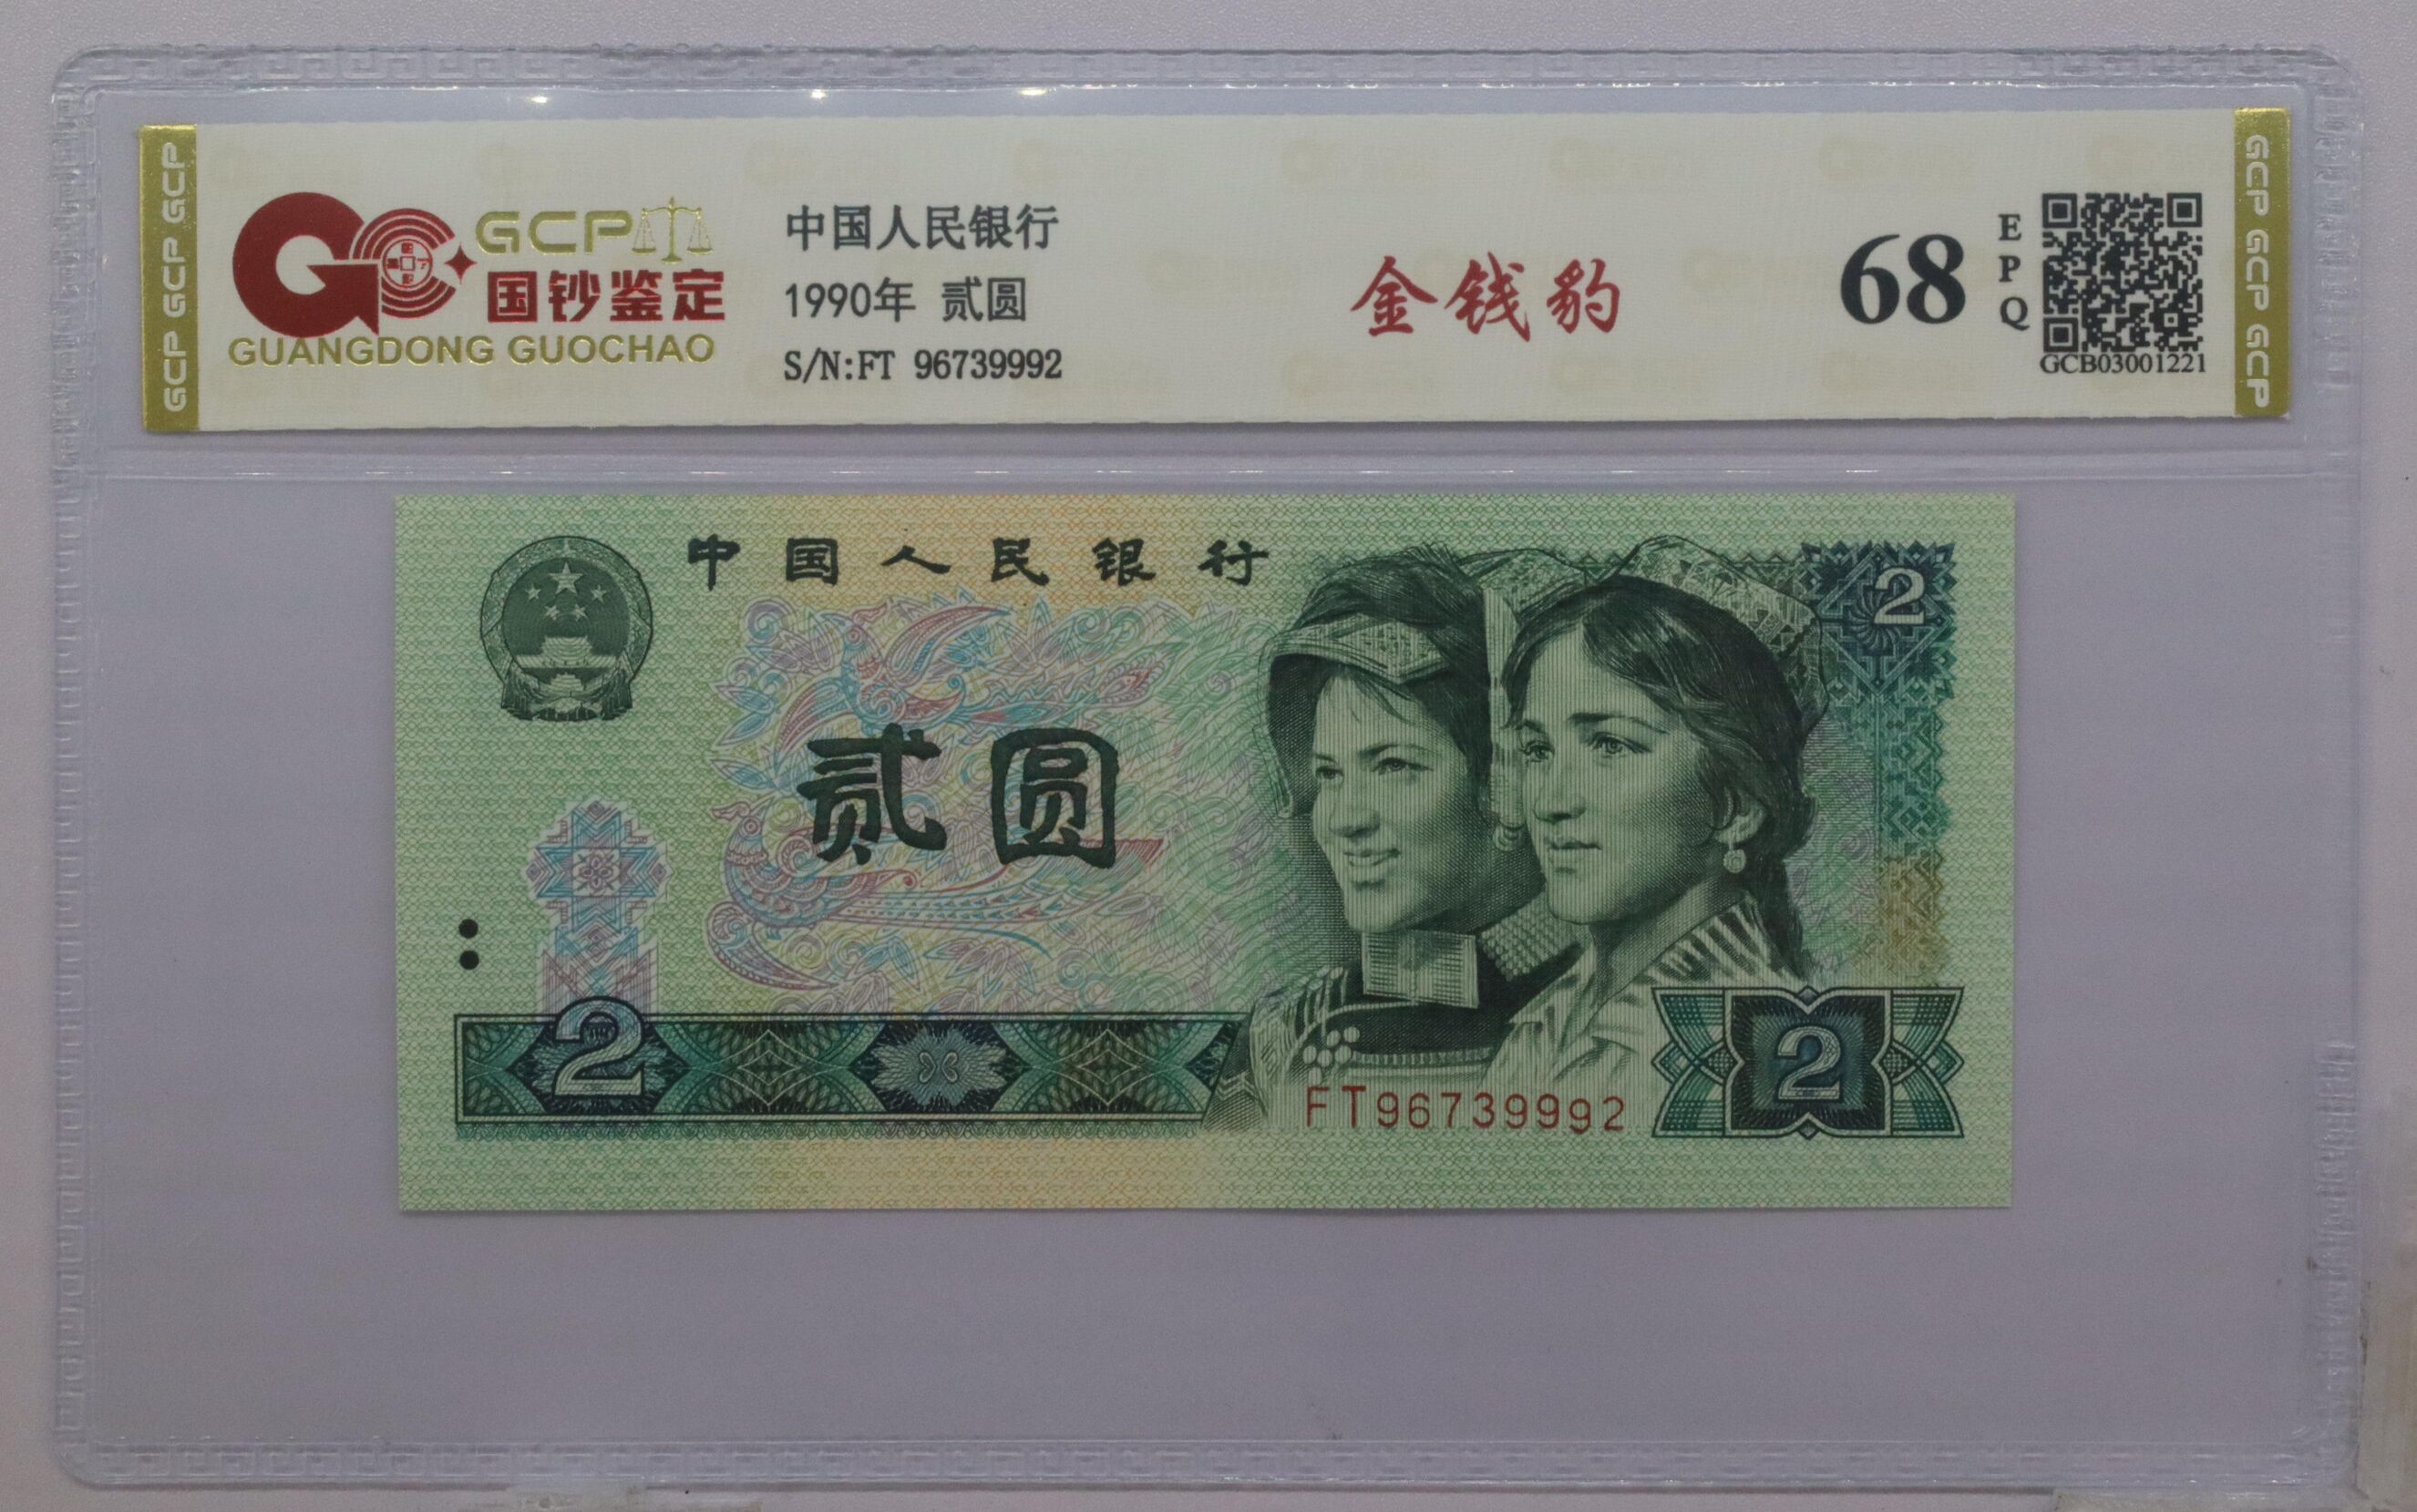 GCP GCP GCP
GCP
国钞鉴定
GUANGDONG GUOCHAO
中国人民银行
1990年 贰圆
S/N:FT 96739992
金钱豹
68
EPQ
GCB03001221
GCP GCP GCP
中国人民银行
2
贰圆
2
FT96739992
2